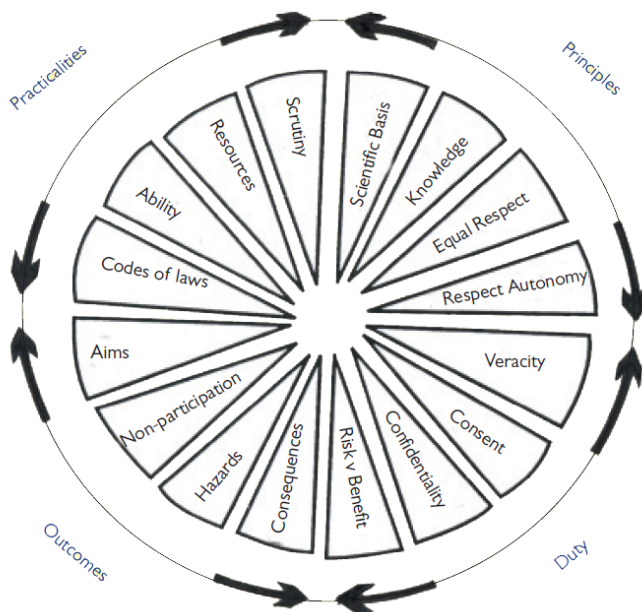 Practicalities
Principles
Scrutiny
Scientific Basis
Resources
Knowledge
Ability
Equal Respect
Codes of laws
Respect Autonomy
Aims
Veracity
Non-participation
Consent
Hazards
Confidentiality
Consequences
Risk v Benefit
Outcomes
Duty